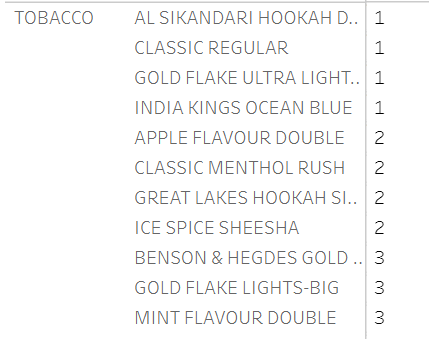 TOBACCO AL SIKANDARI HOOKAH D.. 1
CLASSIC REGULAR 1
GOLD FLAKE ULTRA LIGHT.. 1
INDIA KINGS OCEAN BLUE 1
APPLE FLAVOUR DOUBLE 2
CLASSIC MENTHOL RUSH 2
GREAT LAKES HOOKAH SI.. 2
ICE SPICE SHEESHA 2
BENSON & HEGDES GOLD .. 3
GOLD FLAKE LIGHTS-BIG 3
MINT FLAVOUR DOUBLE 3